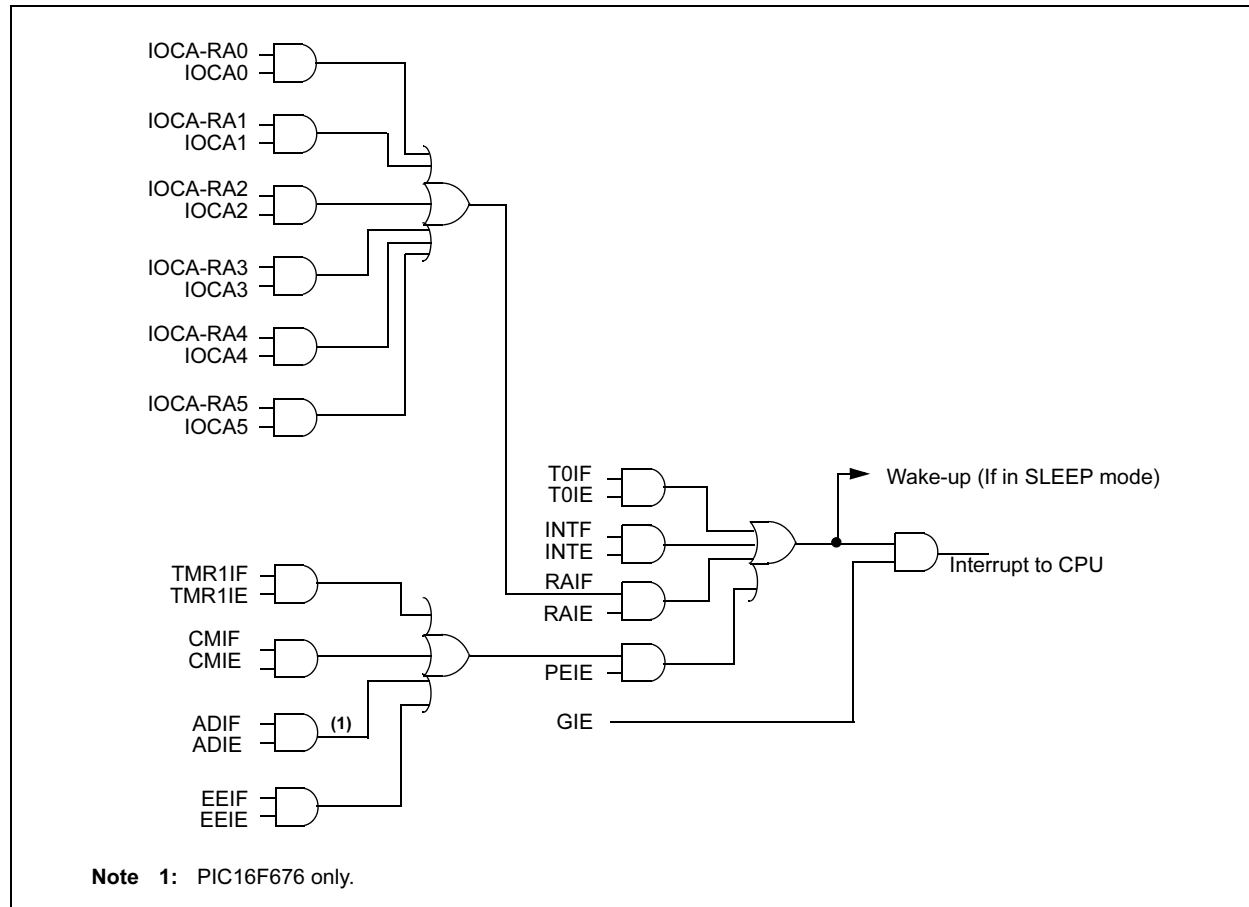 IOCA-RA0
IOCA0
IOCA-RA1
IOCA1
IOCA-RA2
IOCA2
IOCA-RA3
IOCA3
IOCA-RA4
IOCA4
IOCA-RA5
IOCA5
T0IF
T0IE
Wake-up (If in SLEEP mode)
INTF
INTE
Interrupt to CPU
RAIF
RAIE
TMR1IF
TMR1IE
CMIF
CMIE
PEIE
ADIF
ADIE
(1)
GIE
EEIF
EEIE
Note 1: PIC16F676 only.